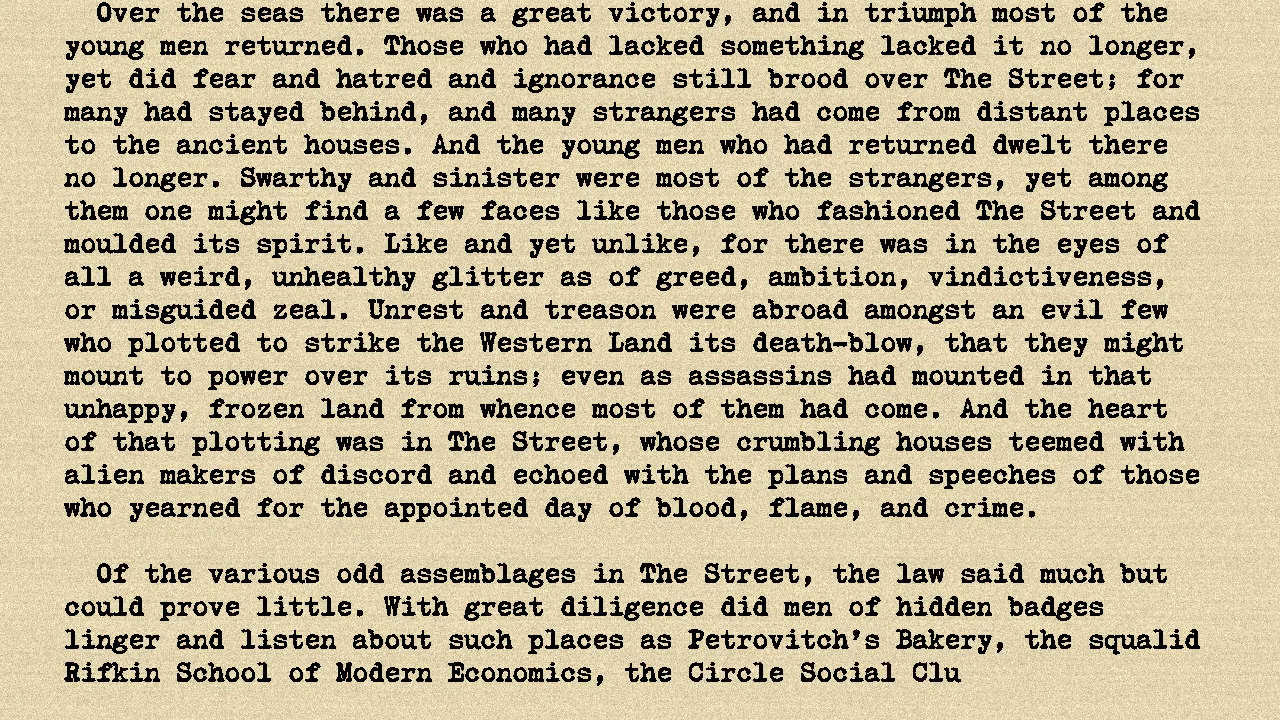 Over the seas there was a great victory, and in triumph most of the
young men returned. Those who had lacked something lacked it no longer,
yet did fear and hatred and ignorance still brood over The Street; for
many had stayed behind, and many strangers had come from distant places
to the ancient houses. And the young men who had returned dwelt there
no longer. Swarthy and sinister were most of the strangers, yet among
them one might find a few faces like those who fashioned The Street and
moulded its spirit. Like and yet unlike, for there was in the eyes of
all a weird, unhealthy glitter as of greed, ambition, vindictiveness,
or misguided zeal. Unrest and treason were abroad amongst an evil few
who plotted to strike the Western Land its death-blow, that they might
mount to power over its ruins; even as assassins had mounted in that
unhappy, frozen land from whence most of them had come. And the heart
of that plotting was in The Street, whose crumbling houses teemed with
alien makers of discord and echoed with the plans and speeches of those
who yearned for the appointed day of blood, flame, and crime.
Of the various odd assemblages in The Street, the law said much but
could prove little. With great diligence did men of hidden badges
linger and listen about such places as Petrovitch's Bakery, the squalid
Rifkin School of Modern Economics, the Circle Social Clu